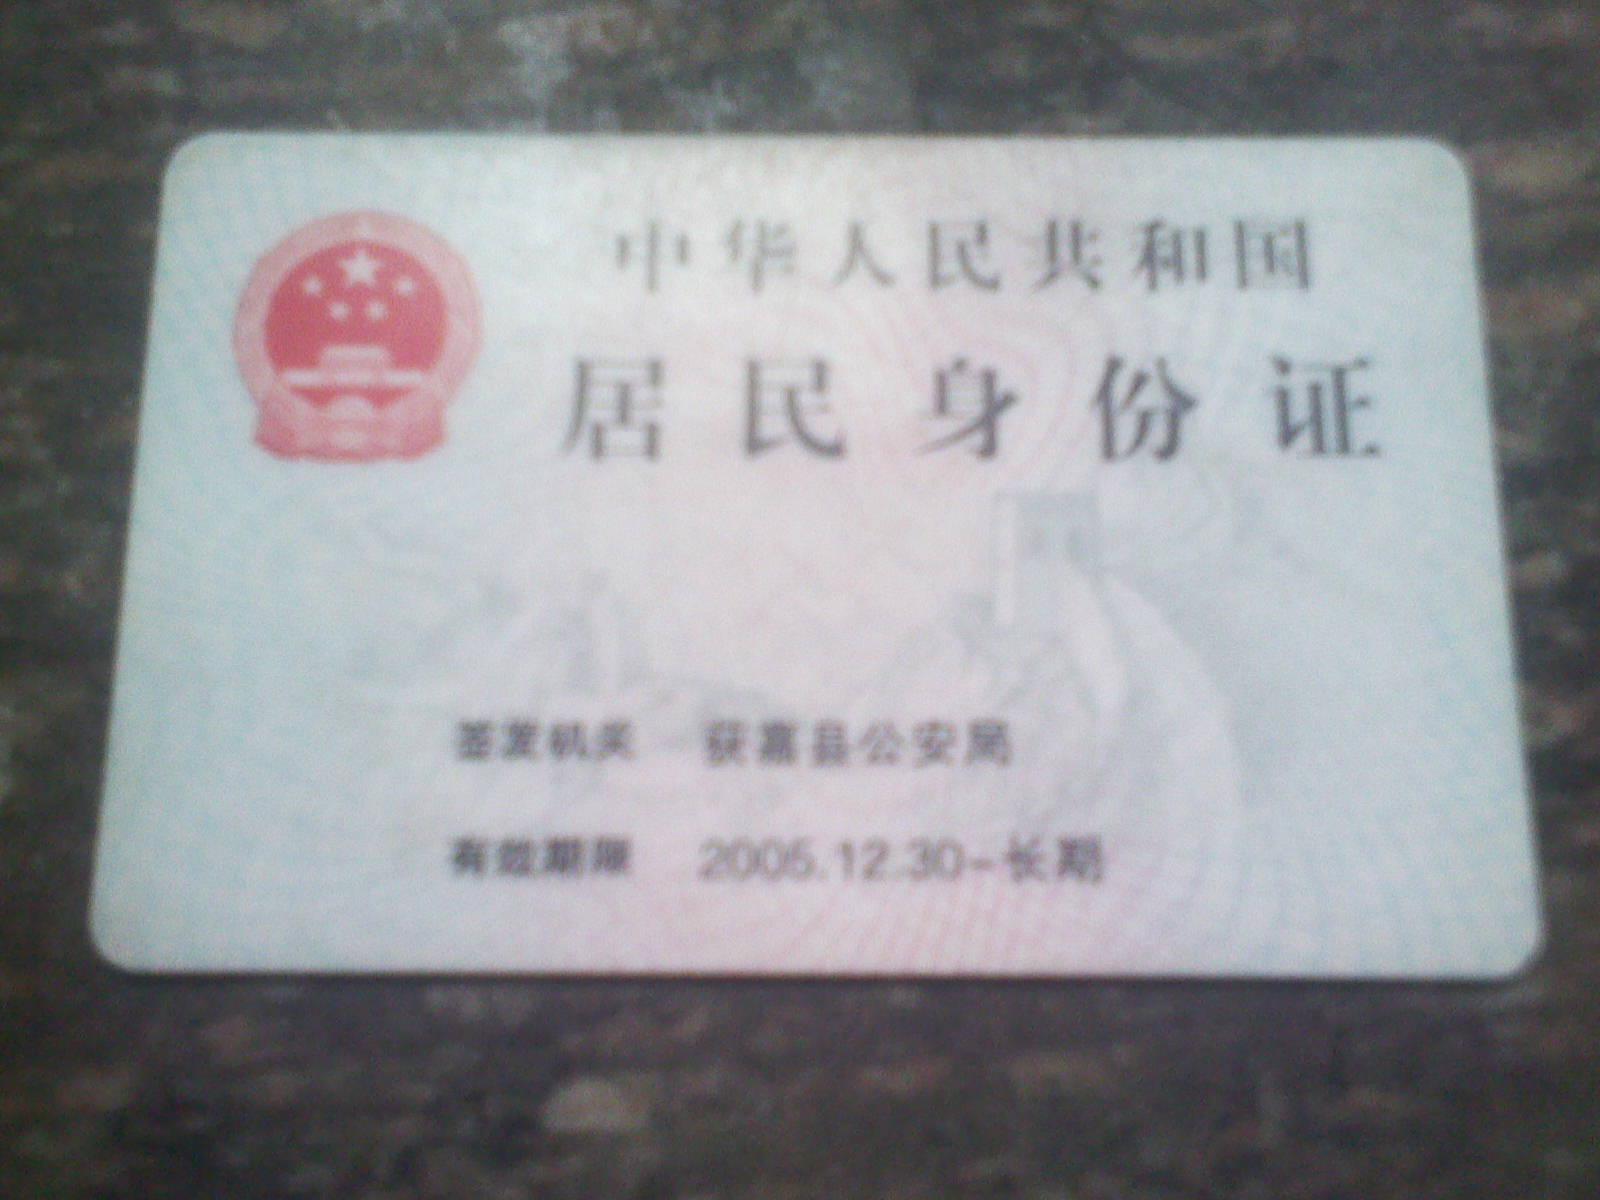 中华人民共和国
居民身份证
签发机关 获嘉县公安局
有效期限 2005.12.30-长期